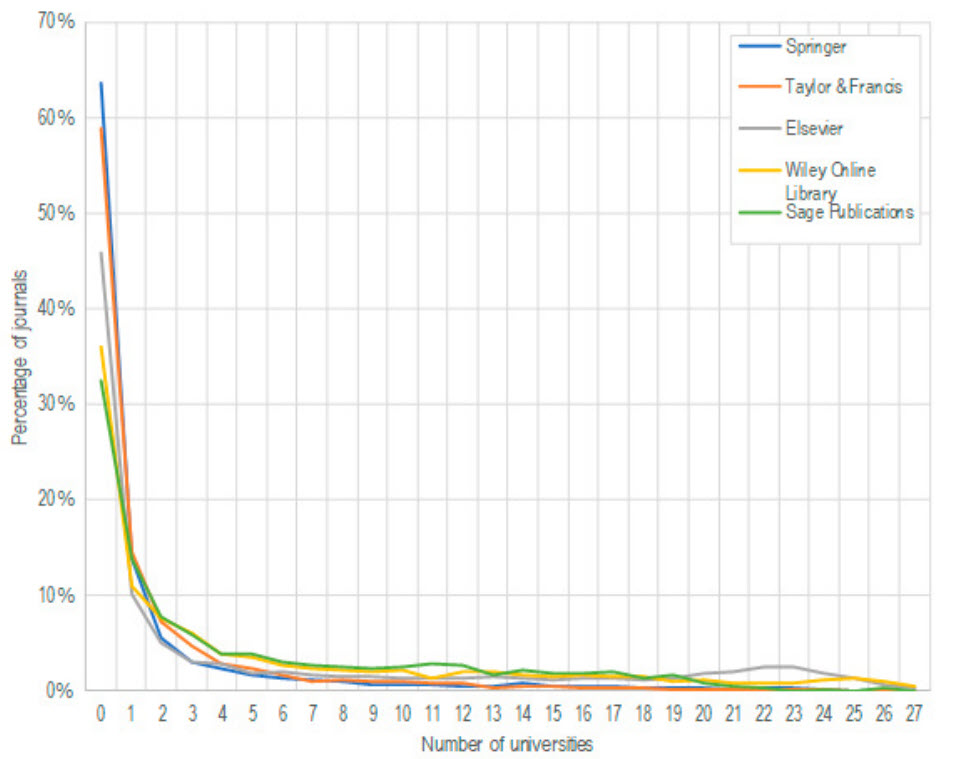 70%
60%
50%
40%
30%
20%
10%
0%
Percentage of journals
0 1 2 3 4 5 6 7 8 9 10 11 12 13 14 15 16 17 18 19 20 21 22 23 24 25 26 27
Number of universities
Springer
Taylor & Francis
Elsevier
Wiley Online
Library
Sage Publications